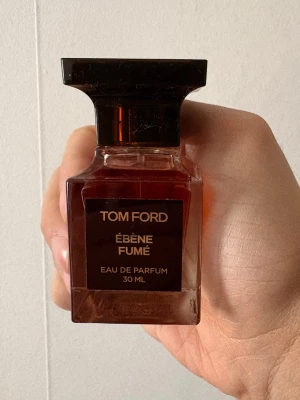 TOM FORD
ÉBÈNE
FUMÉ
EAU DE PARFUM
30 ML